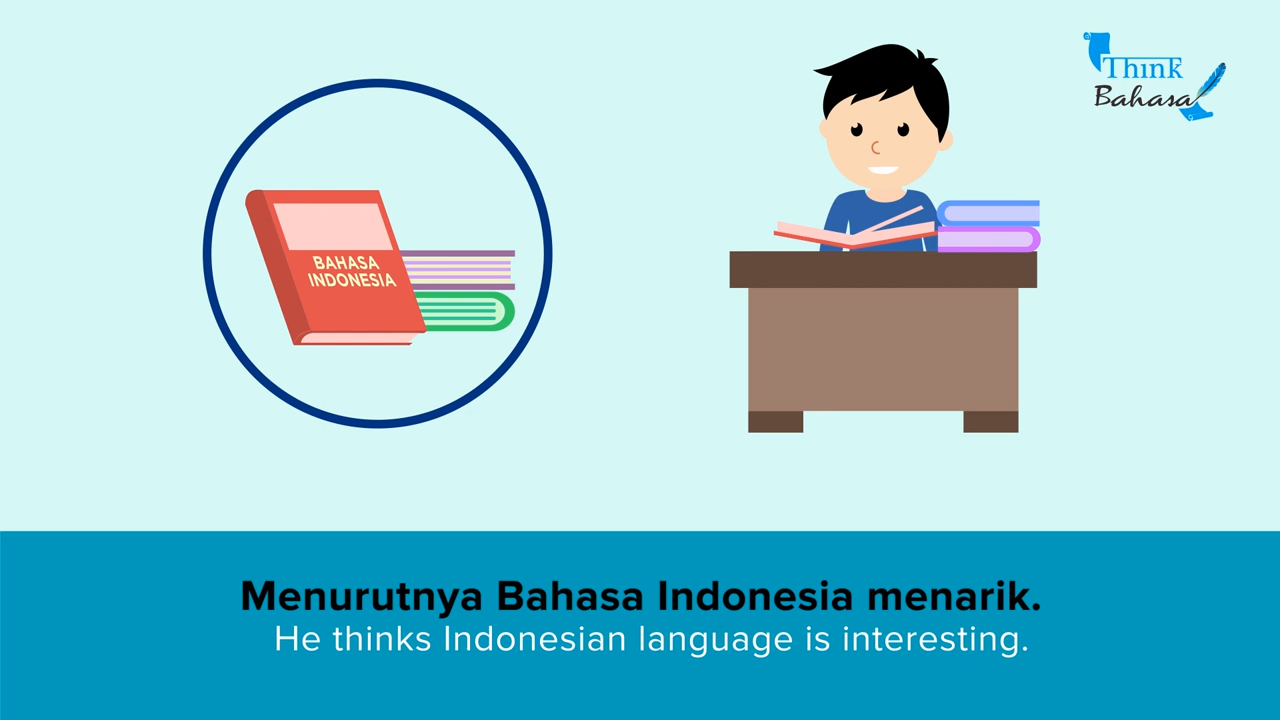 Think
Bahasa
BAHASA
INDONESIA
Menurutnya Bahasa Indonesia menarik.
He thinks Indonesian language is interesting.